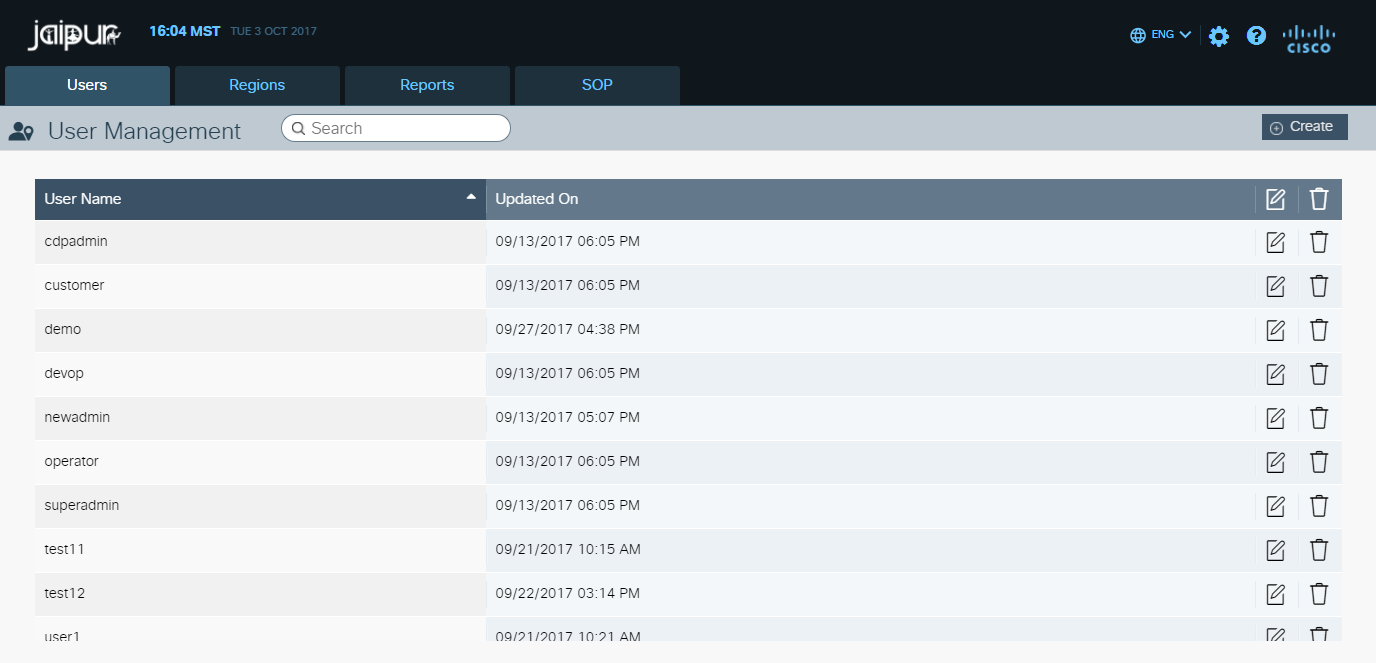 jaipur 16:04 MST TUE 3 OCT 2017 ENG CISCO
Users Regions Reports SOP
User Management Search Create
User Name Updated On
cdpadmin 09/13/2017 06:05 PM
customer 09/13/2017 06:05 PM
demo 09/27/2017 04:38 PM
devop 09/13/2017 06:05 PM
newadmin 09/13/2017 05:07 PM
operator 09/13/2017 06:05 PM
superadmin 09/13/2017 06:05 PM
test11 09/21/2017 10:15 AM
test12 09/22/2017 03:14 PM
user1 09/21/2017 10:21 AM